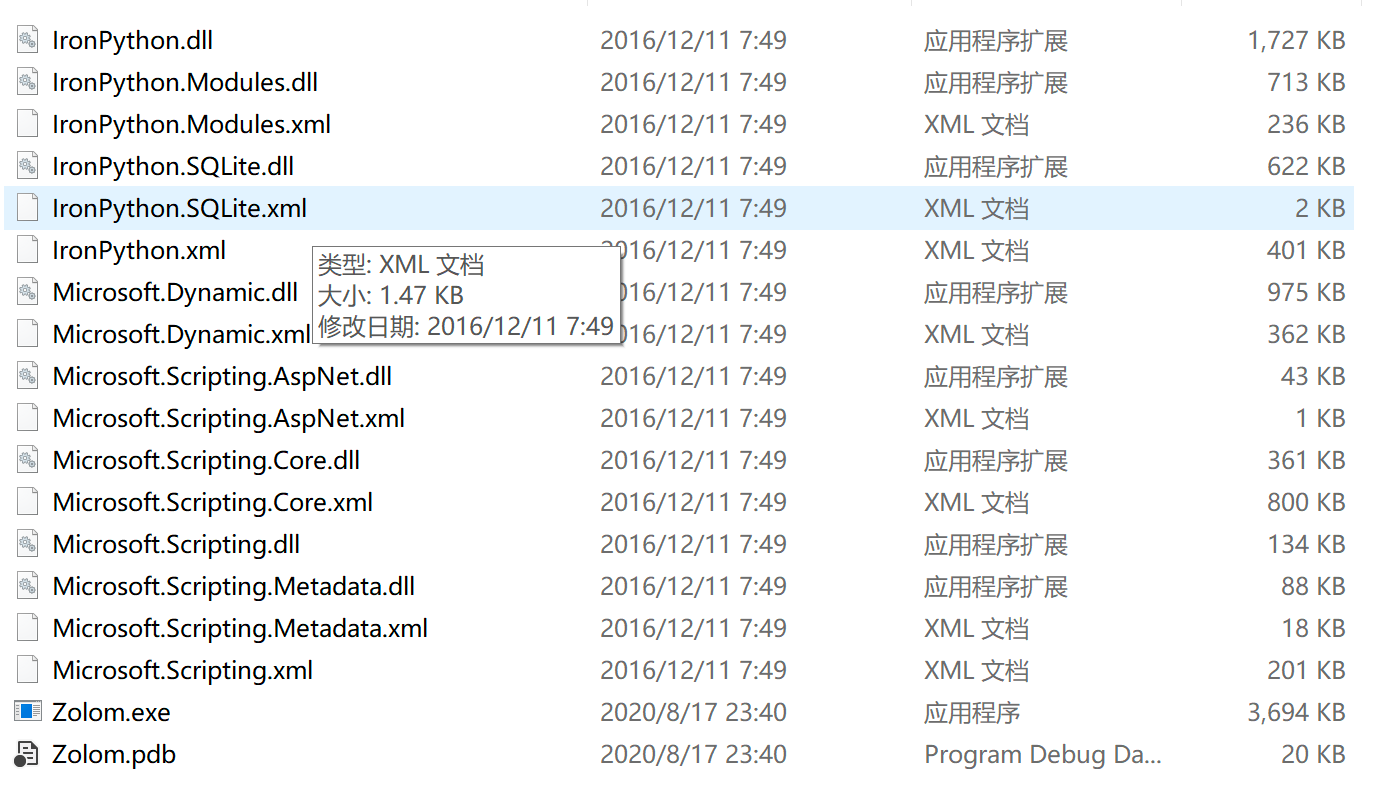 IronPython.dll 2016/12/11 7:49 应用程序扩展 1,727 KB
IronPython.Modules.dll 2016/12/11 7:49 应用程序扩展 713 KB
IronPython.Modules.xml 2016/12/11 7:49 XML 文档 236 KB
IronPython.SQLite.dll 2016/12/11 7:49 应用程序扩展 622 KB
IronPython.SQLite.xml 2016/12/11 7:49 XML 文档 2 KB
IronPython.xml 2016/12/11 7:49 XML 文档 401 KB
类型: XML 文档
大小: 1.47 KB
修改日期: 2016/12/11 7:49
Microsoft.Dynamic.dll 2016/12/11 7:49 应用程序扩展 975 KB
Microsoft.Dynamic.xml 2016/12/11 7:49 XML 文档 362 KB
Microsoft.Scripting.AspNet.dll 2016/12/11 7:49 应用程序扩展 43 KB
Microsoft.Scripting.AspNet.xml 2016/12/11 7:49 XML 文档 1 KB
Microsoft.Scripting.Core.dll 2016/12/11 7:49 应用程序扩展 361 KB
Microsoft.Scripting.Core.xml 2016/12/11 7:49 XML 文档 800 KB
Microsoft.Scripting.dll 2016/12/11 7:49 应用程序扩展 134 KB
Microsoft.Scripting.Metadata.dll 2016/12/11 7:49 应用程序扩展 88 KB
Microsoft.Scripting.Metadata.xml 2016/12/11 7:49 XML 文档 18 KB
Microsoft.Scripting.xml 2016/12/11 7:49 XML 文档 201 KB
Zolom.exe 2020/8/17 23:40 应用程序 3,694 KB
Zolom.pdb 2020/8/17 23:40 Program Debug Da... 20 KB